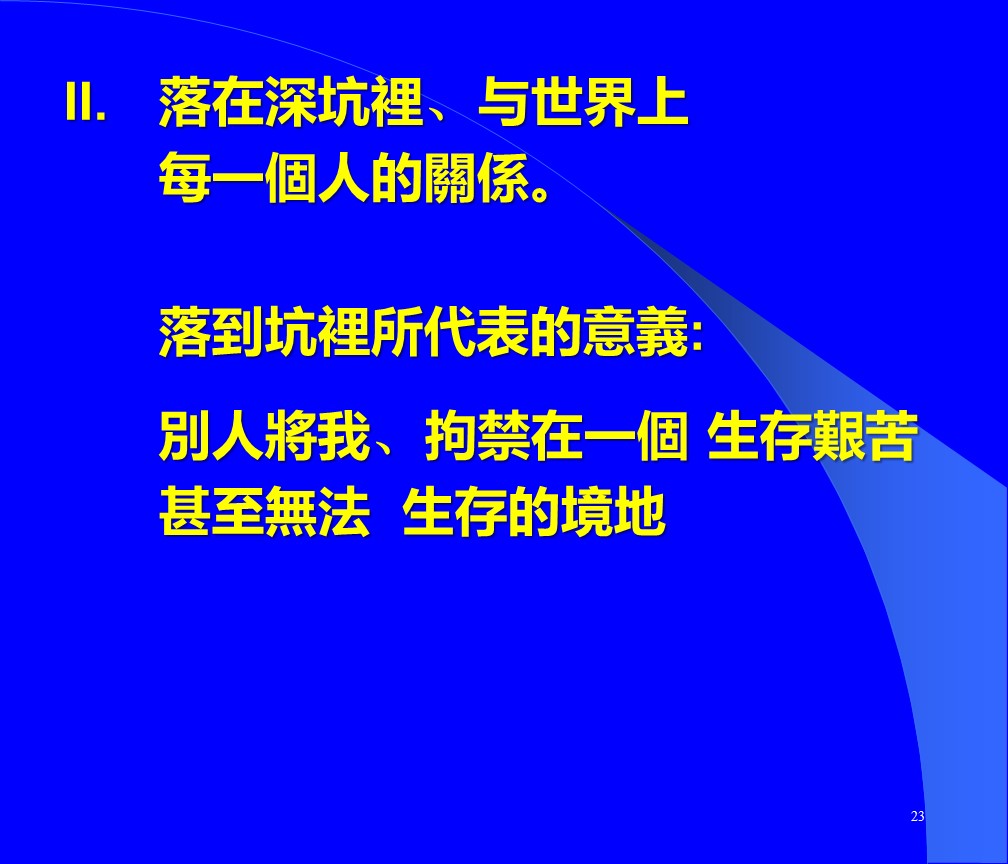 II. 落在深坑裡、与世界上
每一個人的關係。
落到坑裡所代表的意義:
別人將我、拘禁在一個 生存艱苦
甚至無法 生存的境地
23